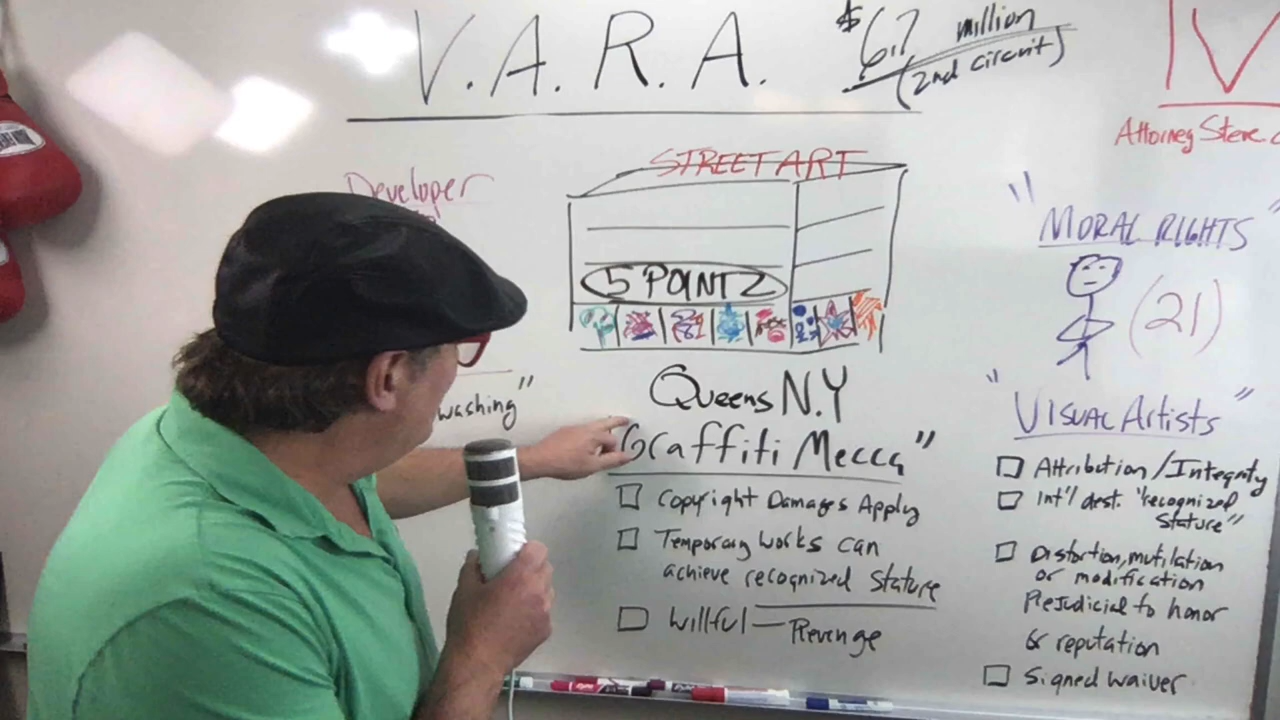 V.A.R.A.
$6.7 million
(2nd circuit)
IV
Attorney Steve
Developer
washing"
STREET ART
5 POINTZ
Queens N.Y
Graffiti Mecca"
Copyright Damages Apply
Temporary works can
achieve recognized stature
Willful — Revenge
"MORAL RIGHTS"
(21)
"Visual Artists"
Attribution/Integrity
Int'l dest. "recognized
stature"
Distortion, mutilation
or modification
Prejudicial to honor
or reputation
Signed waiver